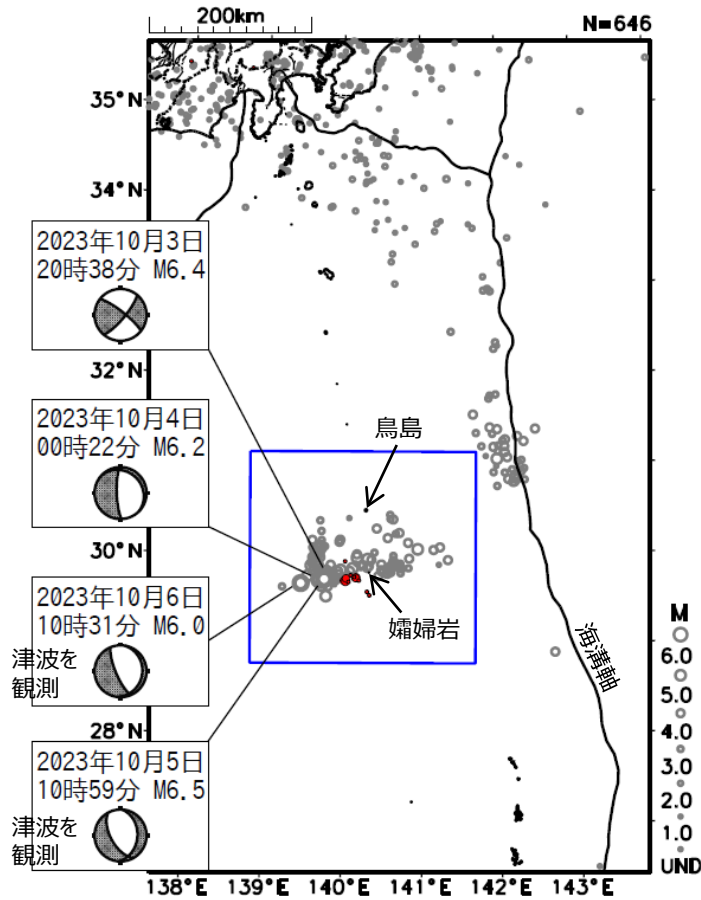 200km
N=646
35°N
34°N
2023年10月3日
20時38分 M6.4
32°N
2023年10月4日
00時22分 M6.2
鳥島
30°N
2023年10月6日
10時31分 M6.0
津波を
観測
孀婦岩
海溝軸
28°N
2023年10月5日
10時59分 M6.5
津波を
観測
M
6.0
5.0
4.0
3.0
2.0
1.0
UND
138°E
139°E
140°E
141°E
142°E
143°E